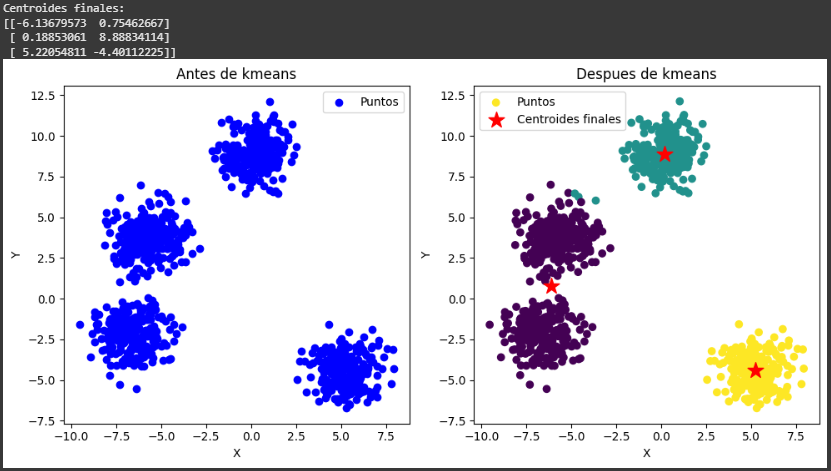 Centroides finales:
[[-6.13679573  0.75462667]
 [ 0.18853061  8.88834114]
 [ 5.22054811 -4.40112225]]
Antes de kmeans
Puntos
12.5
10.0
7.5
5.0
2.5
0.0
−2.5
−5.0
−7.5
Y
−10.0 −7.5 −5.0 −2.5 0.0 2.5 5.0 7.5
X
Despues de kmeans
Puntos
Centroides finales
12.5
10.0
7.5
5.0
2.5
0.0
−2.5
−5.0
−7.5
Y
−10.0 −7.5 −5.0 −2.5 0.0 2.5 5.0 7.5
X